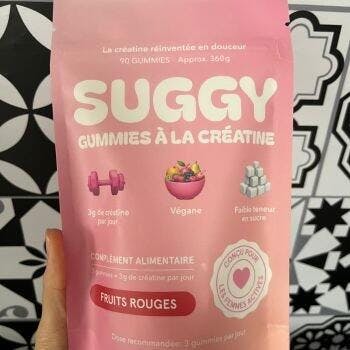 La créatine réinventée en douceur
90 GUMMIES - Approx. 360g
SUGGY
GUMMIES À LA CRÉATINE
3g de créatine
par jour
Végane
Faible teneur
en sucre
COMPLÉMENT ALIMENTAIRE
gummies = 3g de créatine par jour
FRUITS ROUGES
CONÇU POUR
LES FEMMES ACTIVES
Dose recommandée: 3 gummies par jour